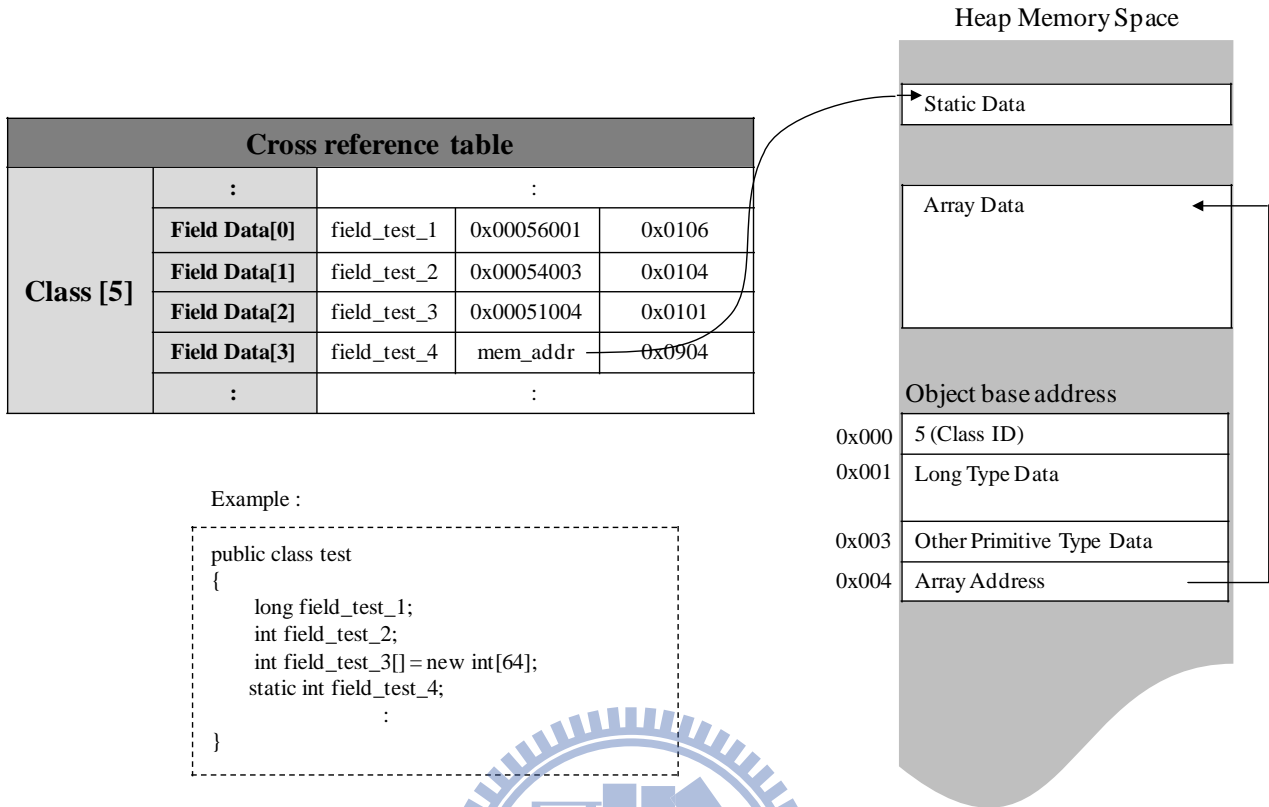 Heap Memory Space
Static Data
Array Data
Object base address
0x000 5 (Class ID)
0x001 Long Type Data
0x003 Other Primitive Type Data
0x004 Array Address
Cross reference table
Class [5]
: :
Field Data[0] field_test_1 0x00056001 0x0106
Field Data[1] field_test_2 0x00054003 0x0104
Field Data[2] field_test_3 0x00051004 0x0101
Field Data[3] field_test_4 mem_addr 0x0904
: :
Example :
public class test
{
long field_test_1;
int field_test_2;
int field_test_3[] = new int[64];
static int field_test_4;
:
}